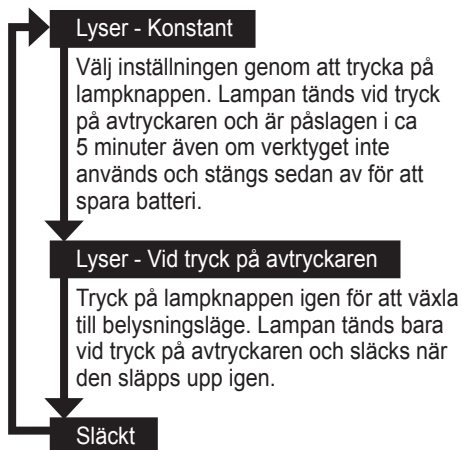 Lyser - Konstant
Välj inställningen genom att trycka på
lampknappen. Lampan tänds vid tryck
på avtryckaren och är påslagen i ca
5 minuter även om verktyget inte
används och stängs sedan av för att
spara batteri.
Lyser - Vid tryck på avtryckaren
Tryck på lampknappen igen för att växla
till belysningsläge. Lampan tänds bara
vid tryck på avtryckaren och släcks när
den släpps upp igen.
Släckt